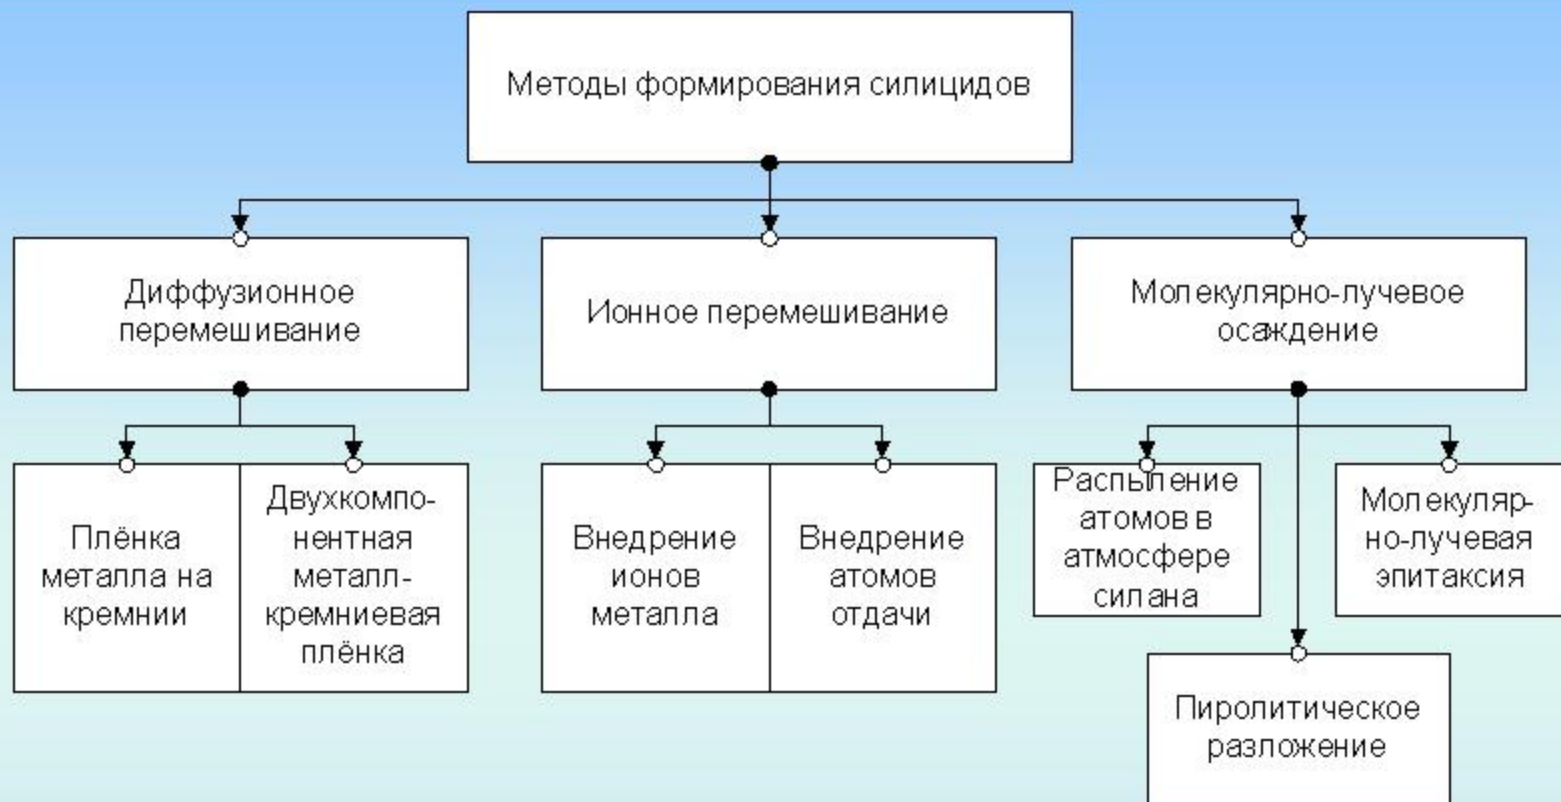 Методы формирования силицидов
Диффузионное
перемешивание
Ионное перемешивание
Молекулярно-лучевое
осаждение
Плёнка
металла на
кремнии
Двухкомпо-
нентная
металл-
кремниевая
плёнка
Внедрение
ионов
металла
Внедрение
атомов
отдачи
Распыление
атомов в
атмосфере
силана
Молекуляр-
но-лучевая
эпитаксия
Пиролитическое
разложение